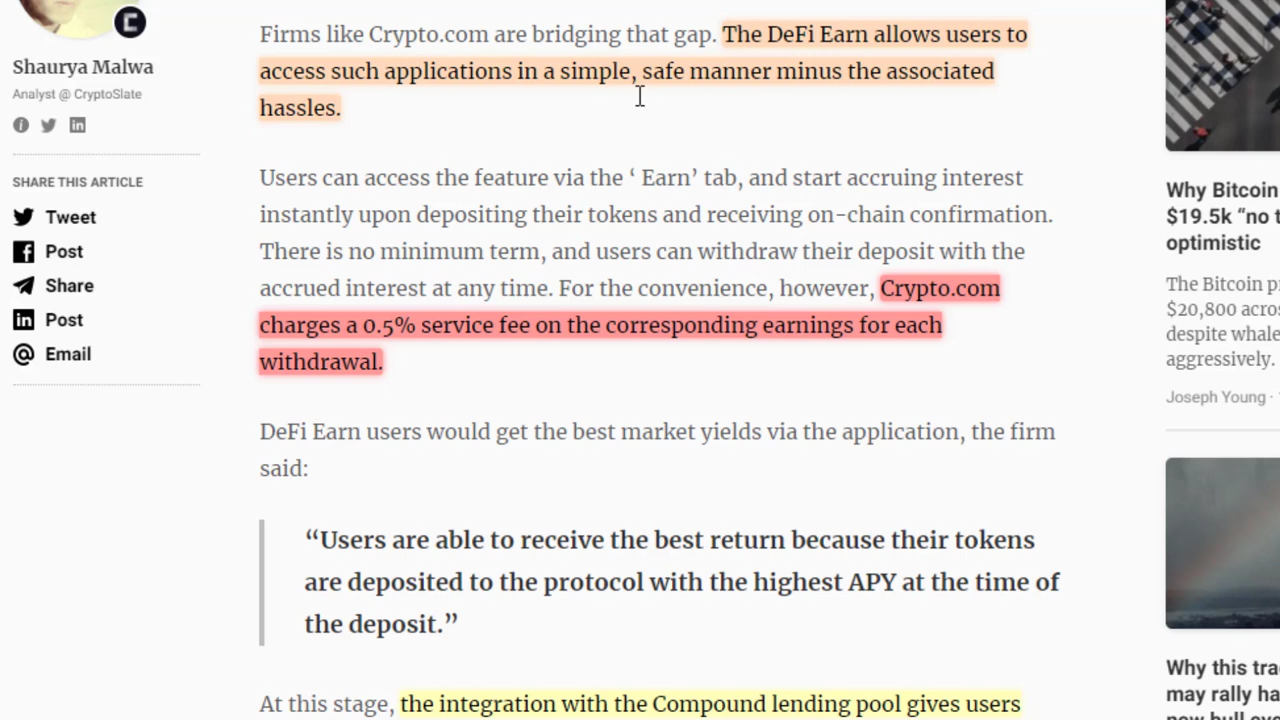 Shaurya Malwa
Analyst @ CryptoSlate
SHARE THIS ARTICLE
Tweet
Post
Share
Post
Email
Firms like Crypto.com are bridging that gap. The DeFi Earn allows users to
access such applications in a simple, safe manner minus the associated
hassles.
Users can access the feature via the ‘ Earn’ tab, and start accruing interest
instantly upon depositing their tokens and receiving on-chain confirmation.
There is no minimum term, and users can withdraw their deposit with the
accrued interest at any time. For the convenience, however, Crypto.com
charges a 0.5% service fee on the corresponding earnings for each
withdrawal.
DeFi Earn users would get the best market yields via the application, the firm
said:
“Users are able to receive the best return because their tokens
are deposited to the protocol with the highest APY at the time of
the deposit.”
At this stage, the integration with the Compound lending pool gives users
Why Bitcoin
$19.5k “no t
optimistic
The Bitcoin pr
$20,800 acros
despite whale
aggressively.
Joseph Young ·
Why this tra
may rally ha
new bull eve